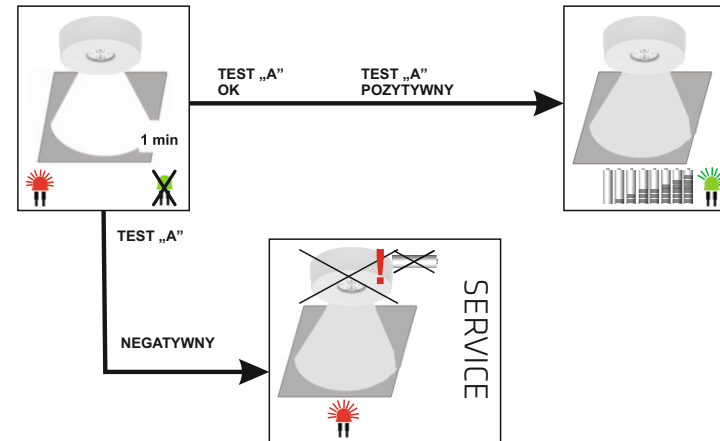 TEST „A”
OK
TEST „A”
POZYTYWNY
1 min
TEST „A”
NEGATYWNY
SERVICE